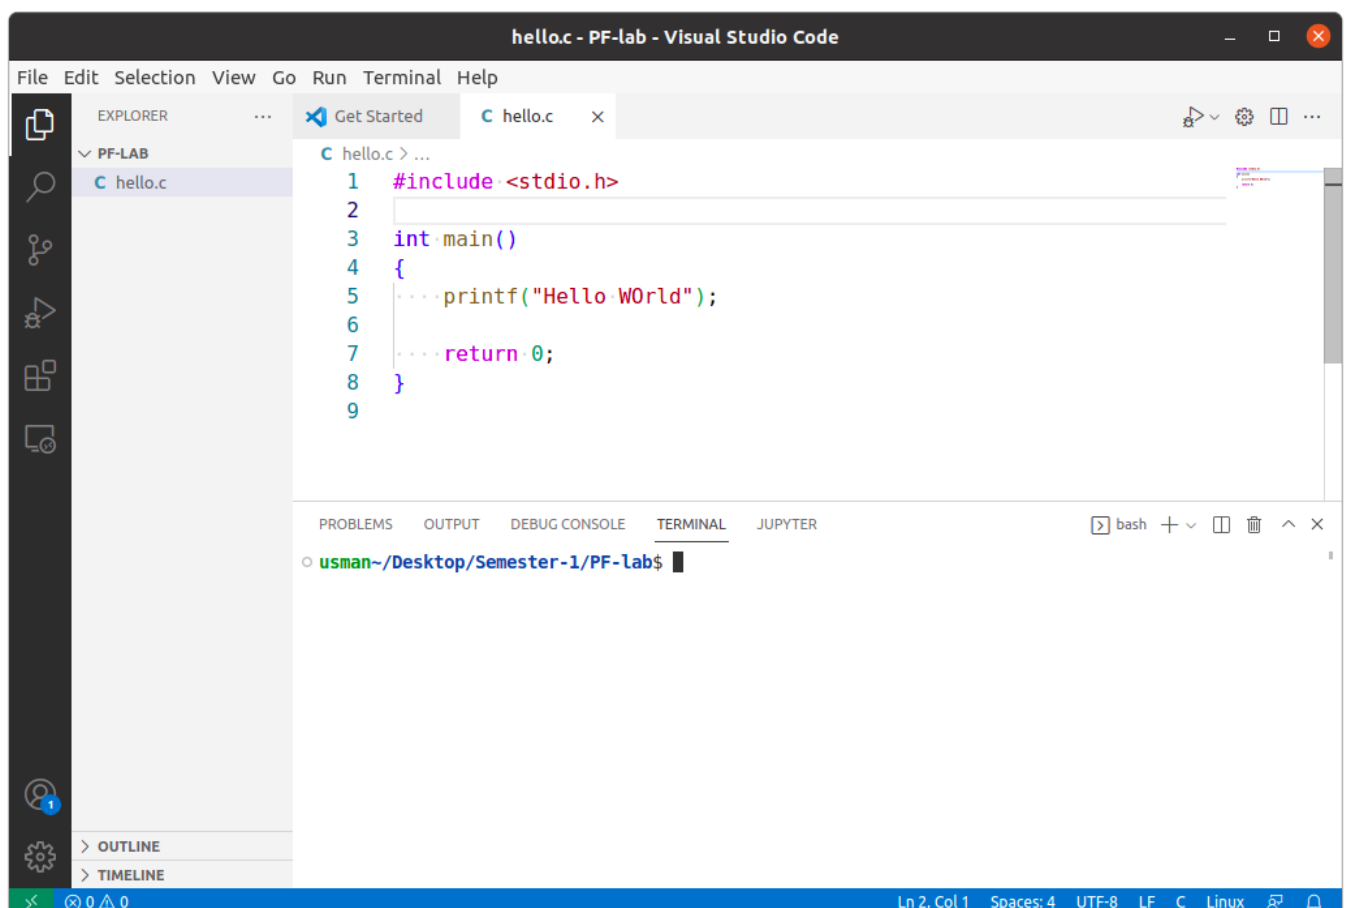 hello.c - PF-lab - Visual Studio Code
File Edit Selection View Go Run Terminal Help
EXPLORER
PF-LAB
C hello.c
Get Started
C hello.c
C hello.c > ...
1 #include <stdio.h>
2
3 int main()
4 {
5 printf("Hello WOrld");
6
7 return 0;
8 }
9
PROBLEMS OUTPUT DEBUG CONSOLE TERMINAL JUPYTER
bash
usman~/Desktop/Semester-1/PF-lab$
1
OUTLINE
TIMELINE
0 0 Ln 2, Col 1 Spaces: 4 UTF-8 LF C Linux